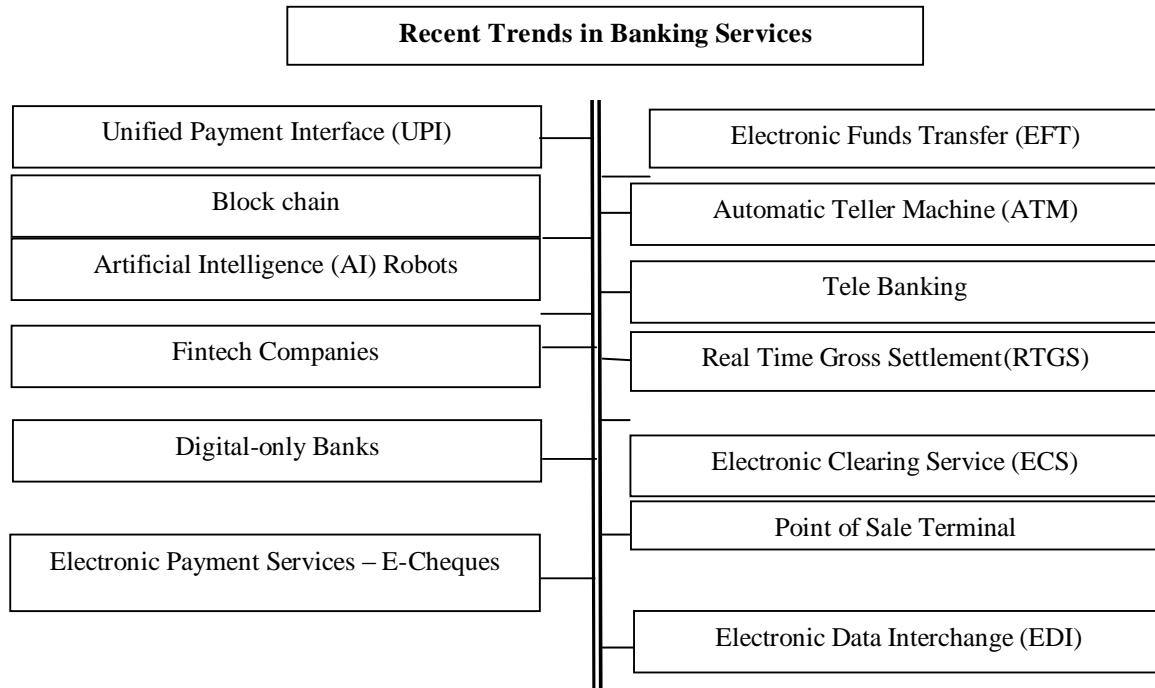 Recent Trends in Banking Services
Unified Payment Interface (UPI)
Block chain
Artificial Intelligence (AI) Robots
Fintech Companies
Digital-only Banks
Electronic Payment Services – E-Cheques
Electronic Funds Transfer (EFT)
Automatic Teller Machine (ATM)
Tele Banking
Real Time Gross Settlement(RTGS)
Electronic Clearing Service (ECS)
Point of Sale Terminal
Electronic Data Interchange (EDI)